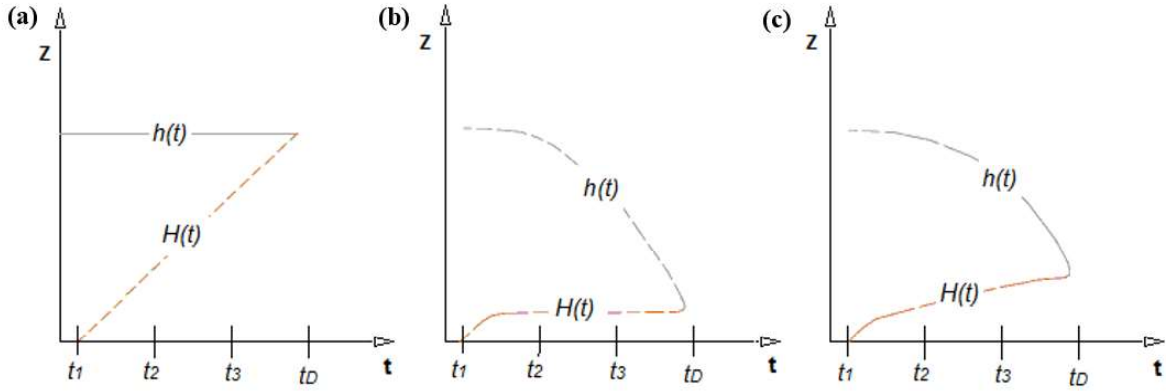 (a)
z
h(t)
H(t)
t1 t2 t3 tD t
(b)
z
h(t)
H(t)
t1 t2 t3 tD t
(c)
z
h(t)
H(t)
t1 t2 t3 tD t